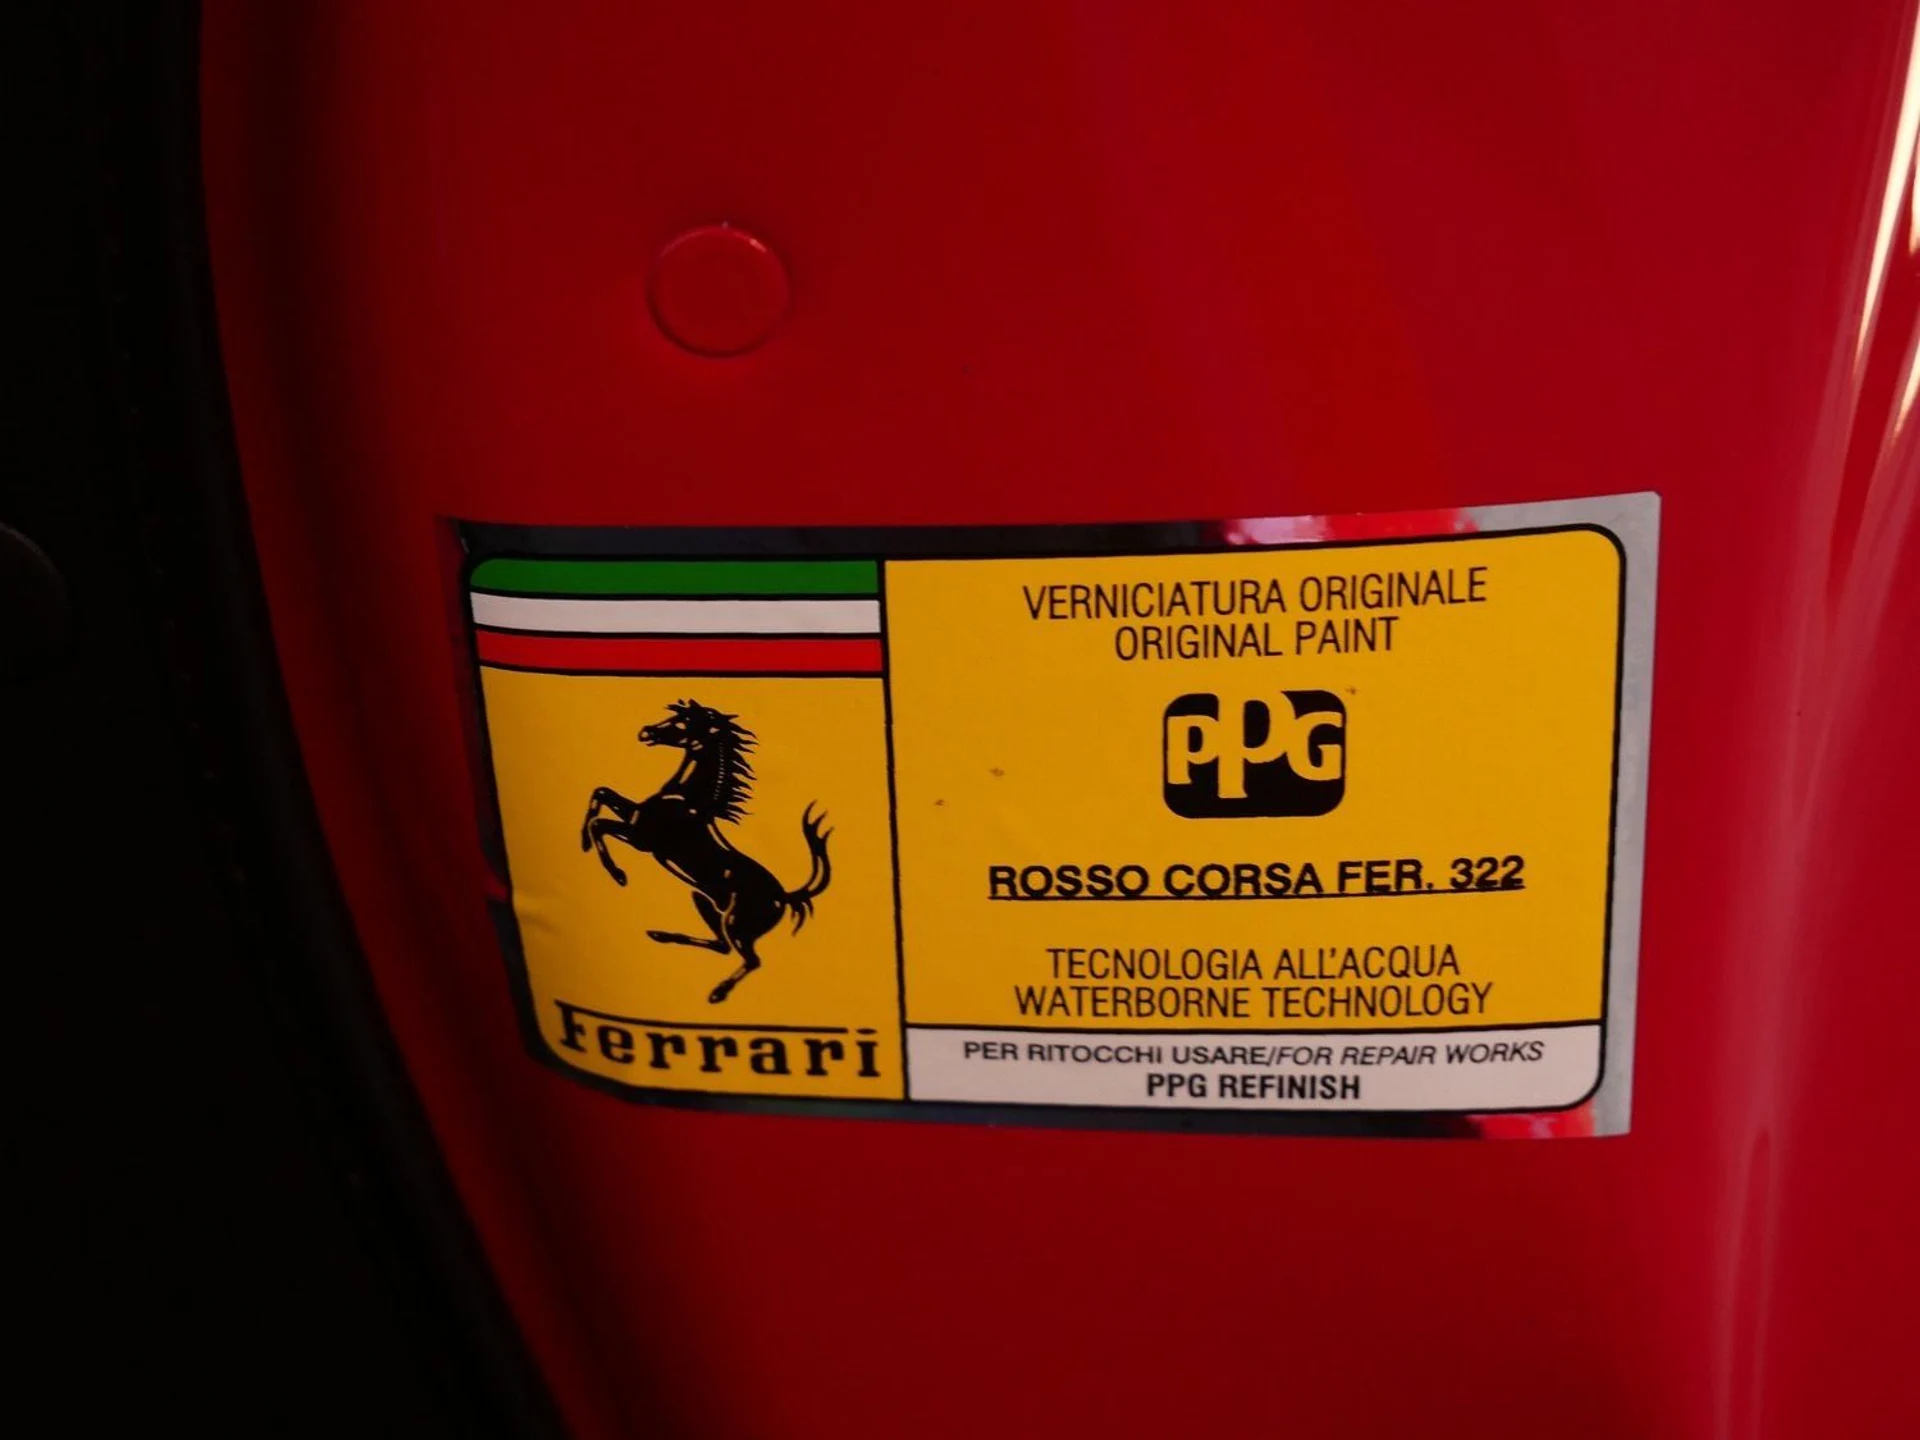 Ferrari
VERNICIATURA ORIGINALE
ORIGINAL PAINT
PPG
ROSSO CORSA FER. 322
TECNOLOGIA ALL'ACQUA
WATERBORNE TECHNOLOGY
PER RITOCCHI USARE/FOR REPAIR WORKS
PPG REFINISH